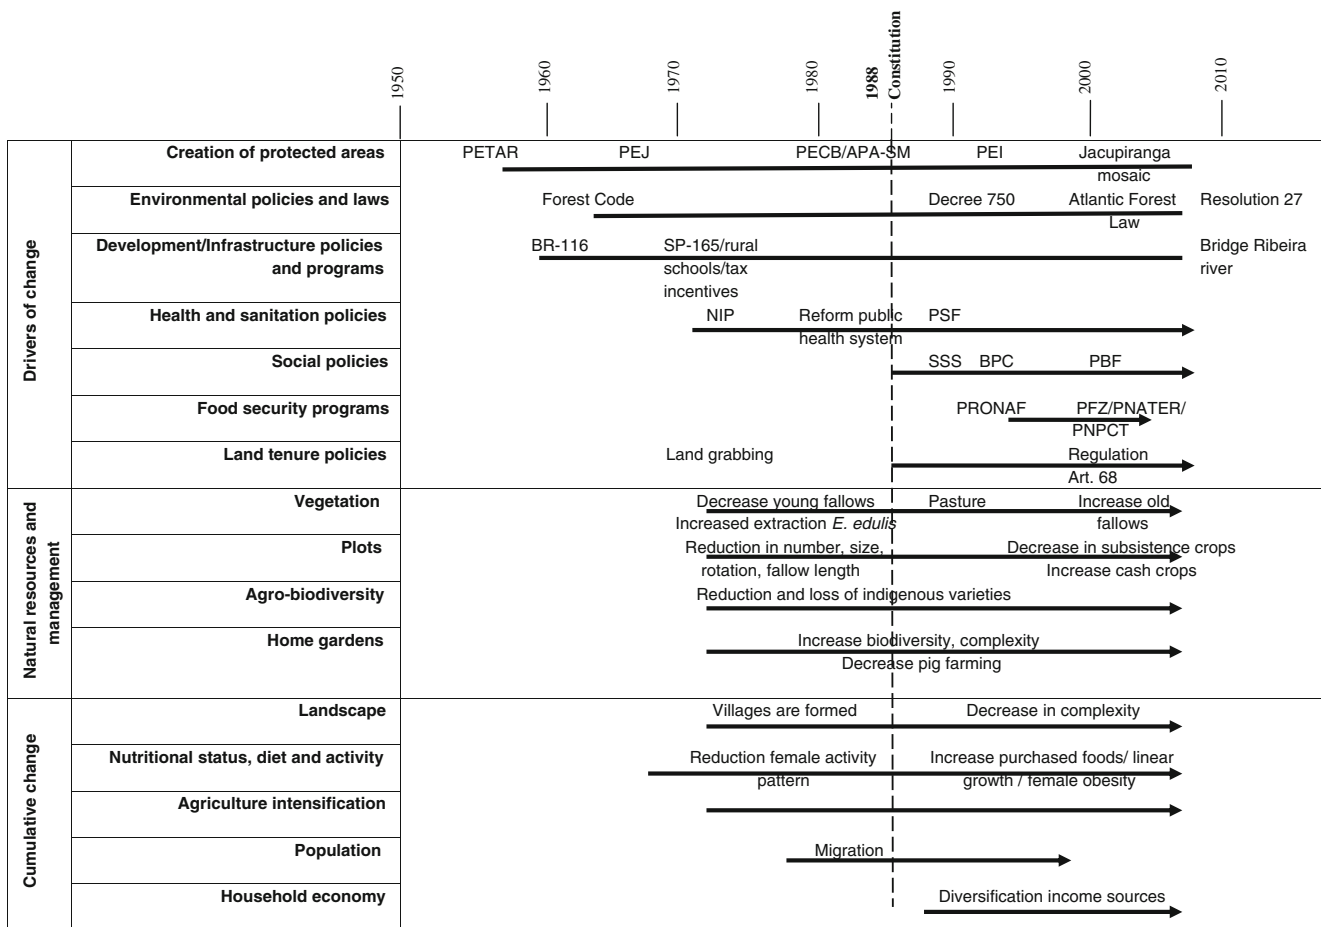 1950
1960
1970
1980
1988
Constitution
1990
2000
2010
Drivers of change
Creation of protected areas
PETAR
PEJ
PECB/APA-SM
PEI
Jacupiranga
mosaic
Environmental policies and laws
Forest Code
Decree 750
Atlantic Forest
Law
Resolution 27
Development/Infrastructure policies
and programs
BR-116
SP-165/rural
schools/tax
incentives
Bridge Ribeira
river
Health and sanitation policies
NIP
Reform public
health system
PSF
Social policies
SSS
BPC
PBF
Food security programs
PRONAF
PFZ/PNATER/
PNPCT
Land tenure policies
Land grabbing
Regulation
Art. 68
Natural resources and
management
Vegetation
Decrease young fallows
Increased extraction E. edulis
Pasture
Increase old
fallows
Plots
Reduction in number, size,
rotation, fallow length
Decrease in subsistence crops
Increase cash crops
Agro-biodiversity
Reduction and loss of indigenous varieties
Home gardens
Increase biodiversity, complexity
Decrease pig farming
Cumulative change
Landscape
Villages are formed
Decrease in complexity
Nutritional status, diet and activity
Reduction female activity
pattern
Increase purchased foods/ linear
growth / female obesity
Agriculture intensification
Population
Migration
Household economy
Diversification income sources